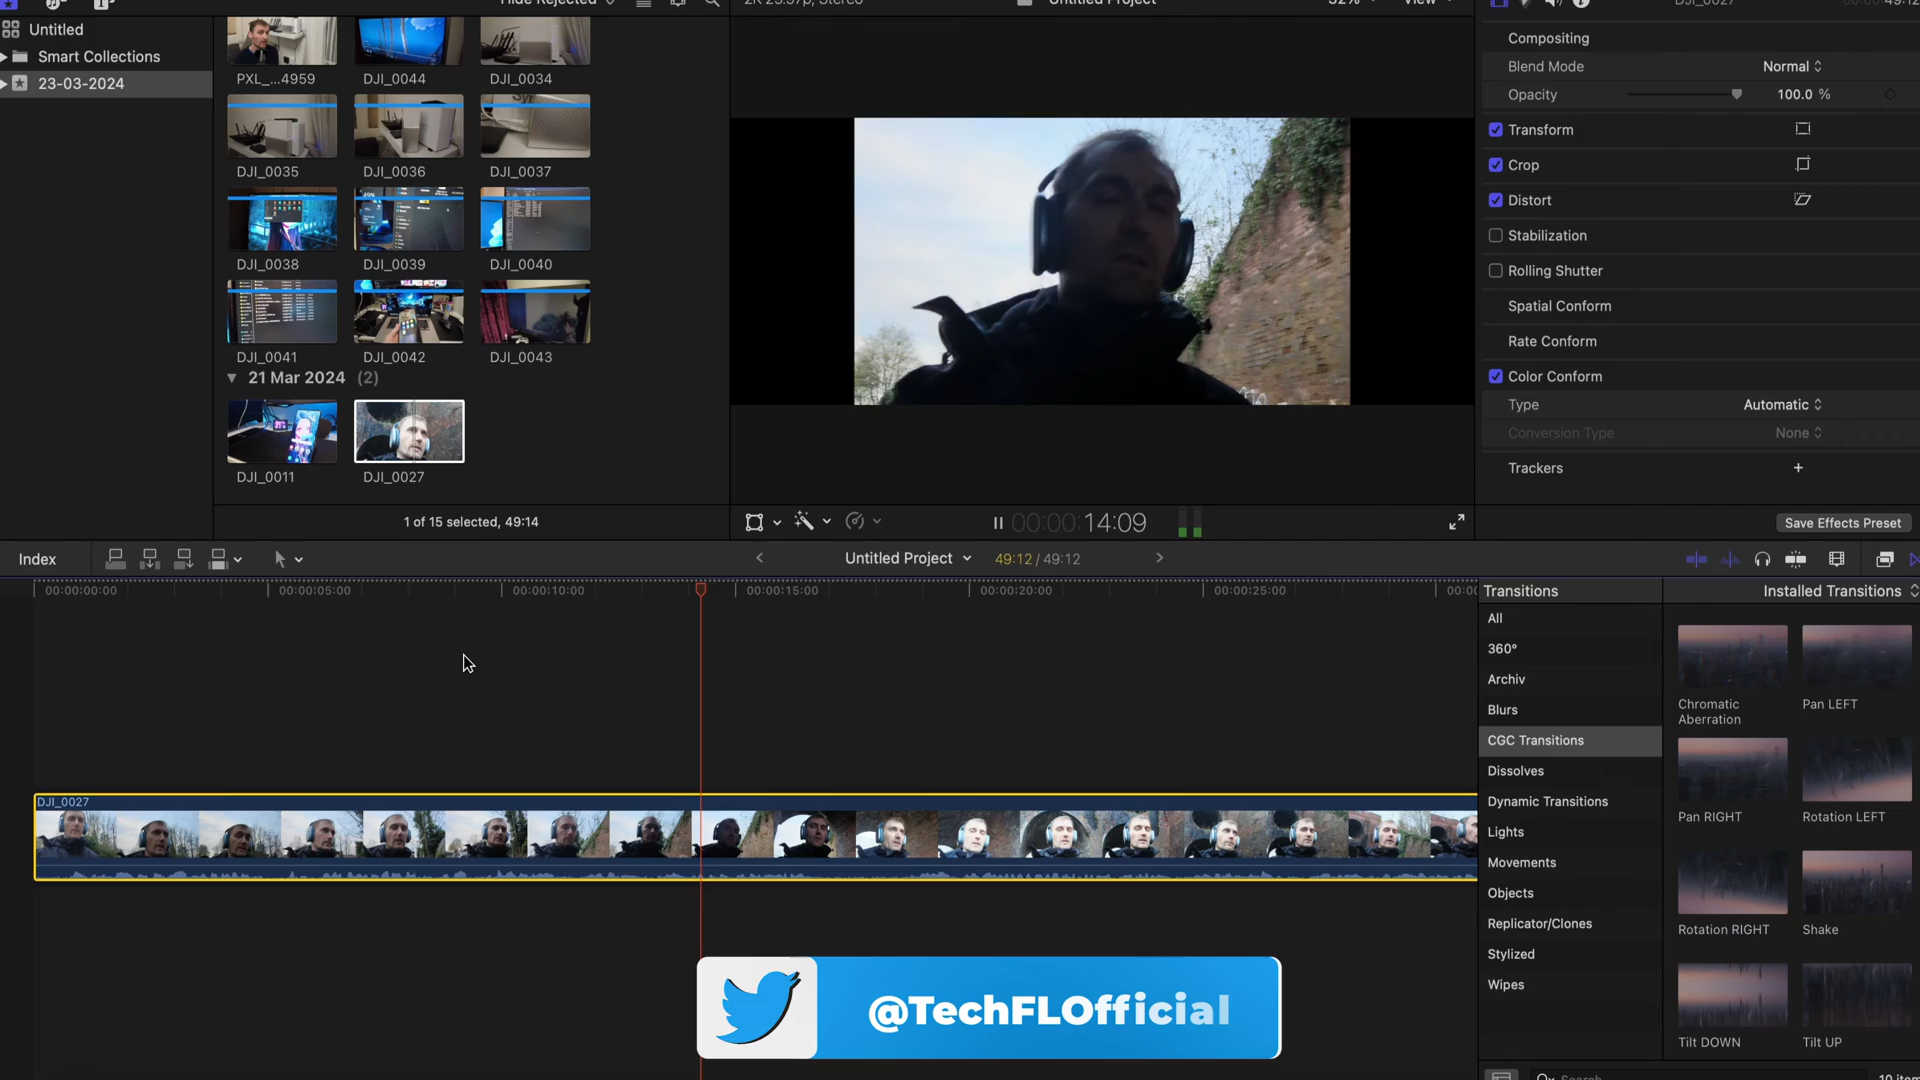 Hide Rejected
2K 23.97p, Stereo
Untitled Project
52%
View
DJI_0027
49:12
Untitled
Smart Collections
23-03-2024
PXL_...4959
DJI_0044
DJI_0034
DJI_0035
DJI_0036
DJI_0037
DJI_0038
DJI_0039
DJI_0040
DJI_0041
DJI_0042
DJI_0043
21 Mar 2024 (2)
DJI_0011
DJI_0027
1 of 15 selected, 49:14
00:00:14:09
Compositing
Blend Mode
Normal
Opacity
100.0 %
Transform
Crop
Distort
Stabilization
Rolling Shutter
Spatial Conform
Rate Conform
Color Conform
Type
Automatic
Conversion Type
None
Trackers
+
Save Effects Preset
Index
Untitled Project
49:12 / 49:12
00:00:00:00
00:00:05:00
00:00:10:00
00:00:15:00
00:00:20:00
00:00:25:00
00:00
DJI_0027
Transitions
Installed Transitions
All
360°
Archiv
Blurs
CGC Transitions
Dissolves
Dynamic Transitions
Lights
Movements
Objects
Replicator/Clones
Stylized
Wipes
Chromatic
Aberration
Pan LEFT
Pan RIGHT
Rotation LEFT
Rotation RIGHT
Shake
Tilt DOWN
Tilt UP
Search
@TechFLOfficial